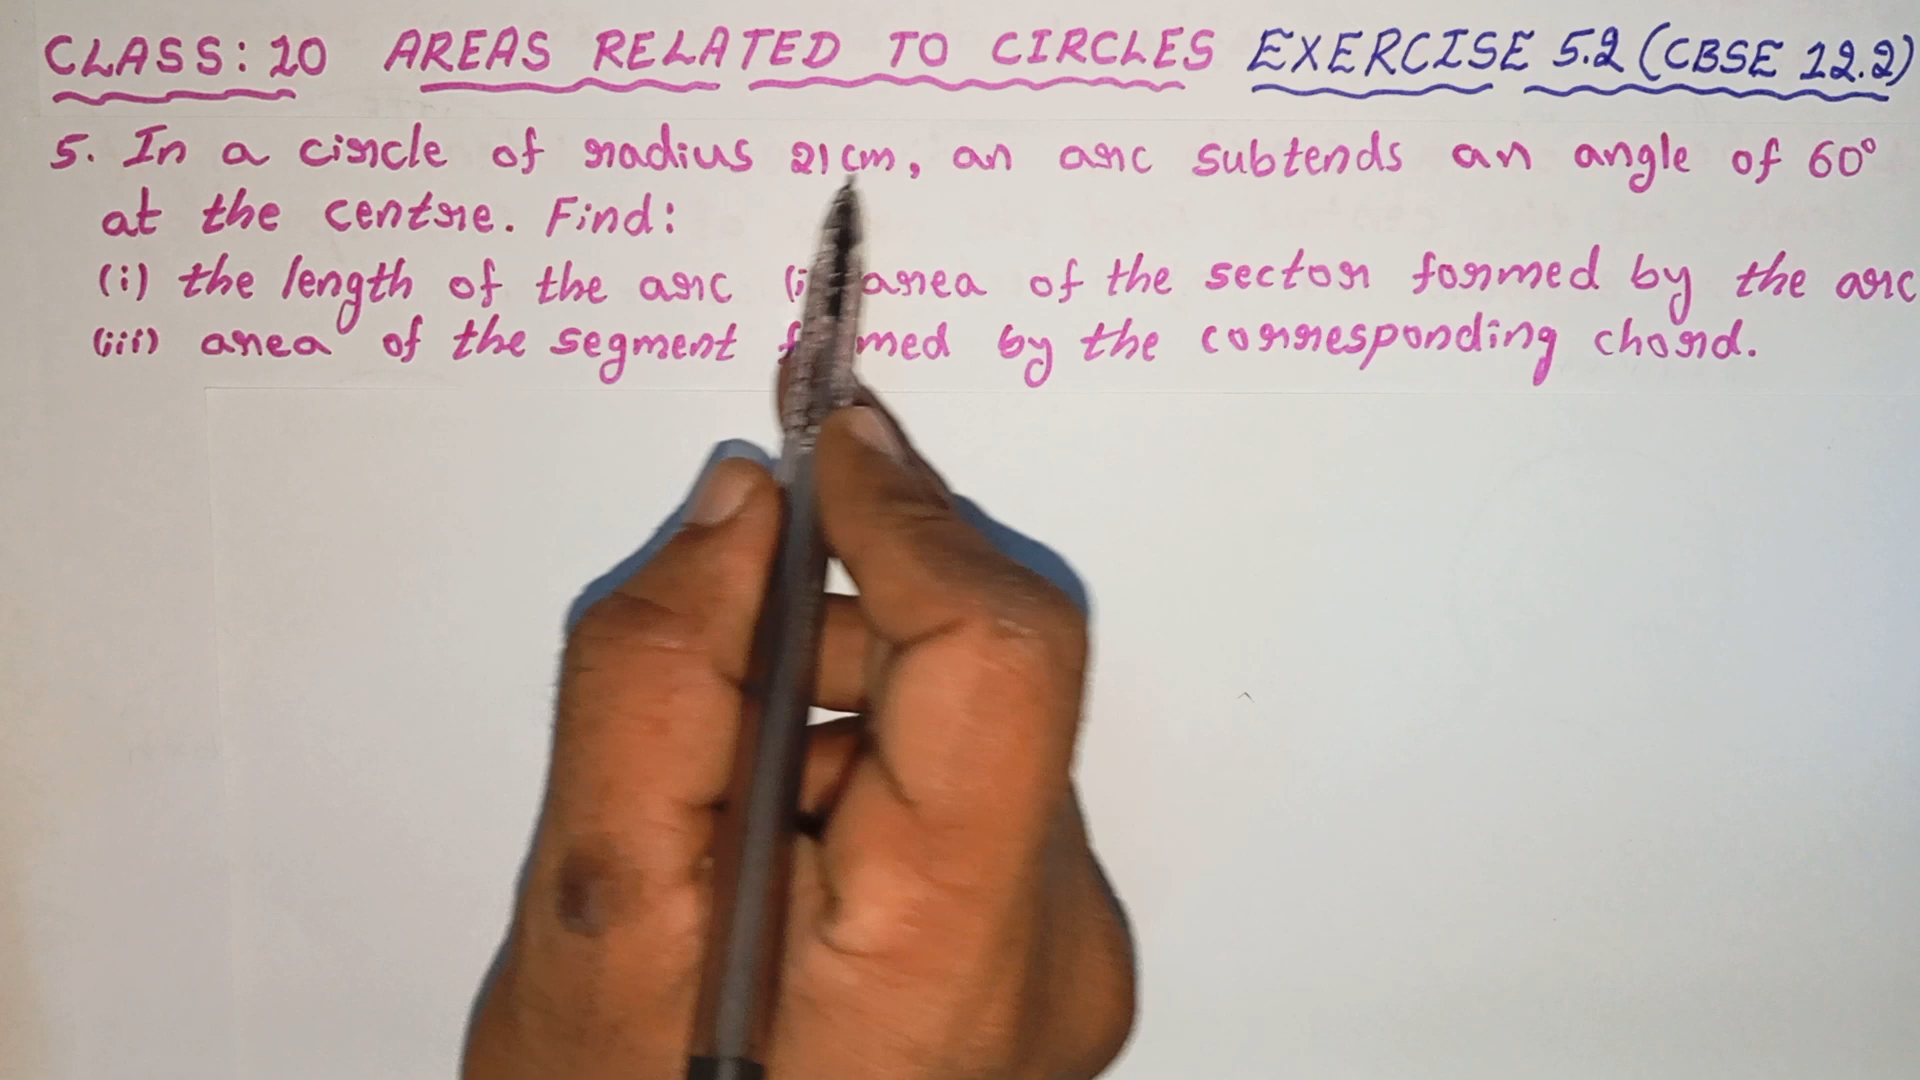 CLASS: 10 AREAS RELATED TO CIRCLES EXERCISE 5.2 (CBSE 12.2)
5. In a circle of radius 21 cm, an arc subtends an angle of 60°
at the centre. Find:
(i) the length of the arc area of the sector formed by the arc
(iii) area of the segment by the corresponding chord.